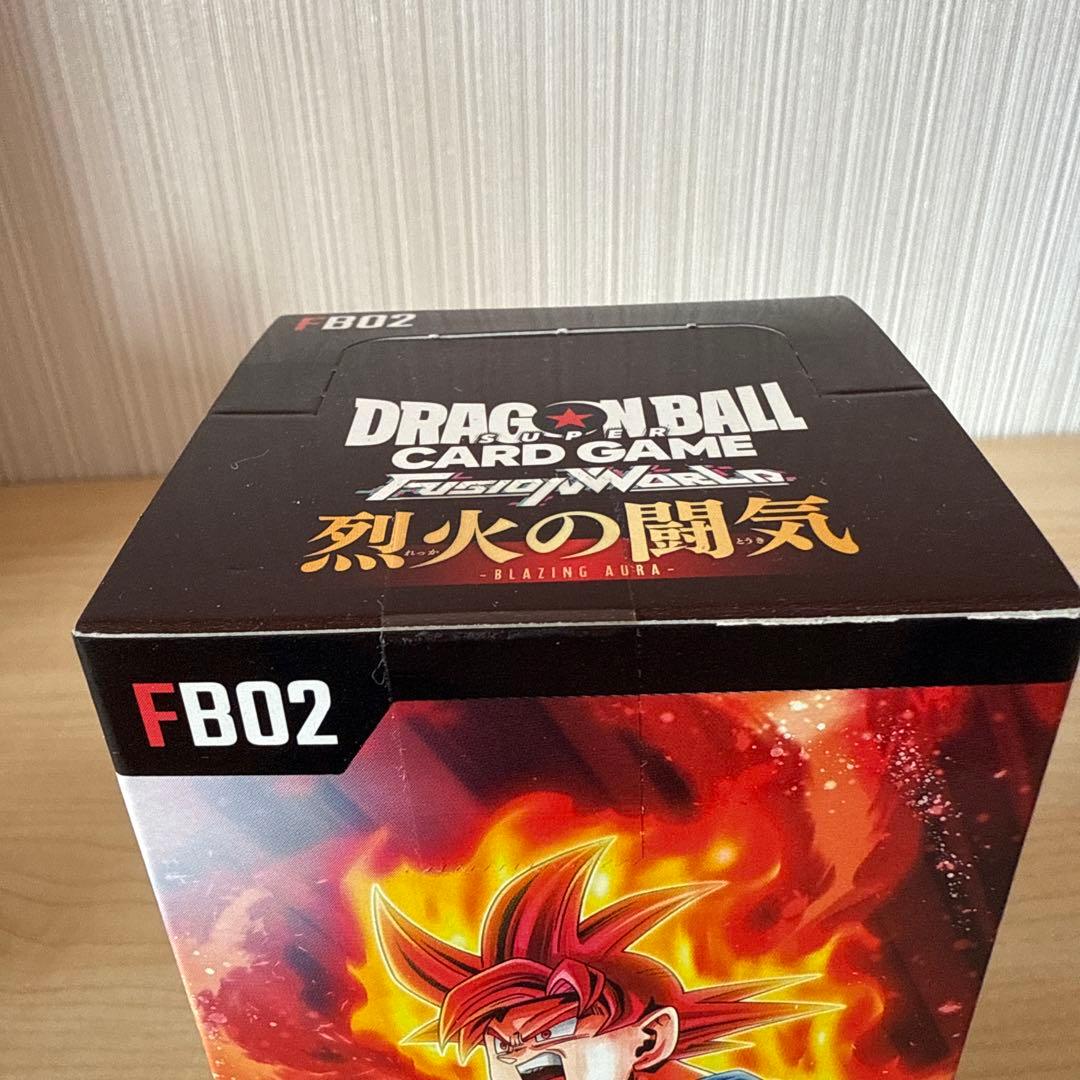 FB02
DRAGON BALL
SUPER
CARD GAME
FUSION WORLD
烈火の闘気
れっか とうき
-BLAZING AURA-
FB02